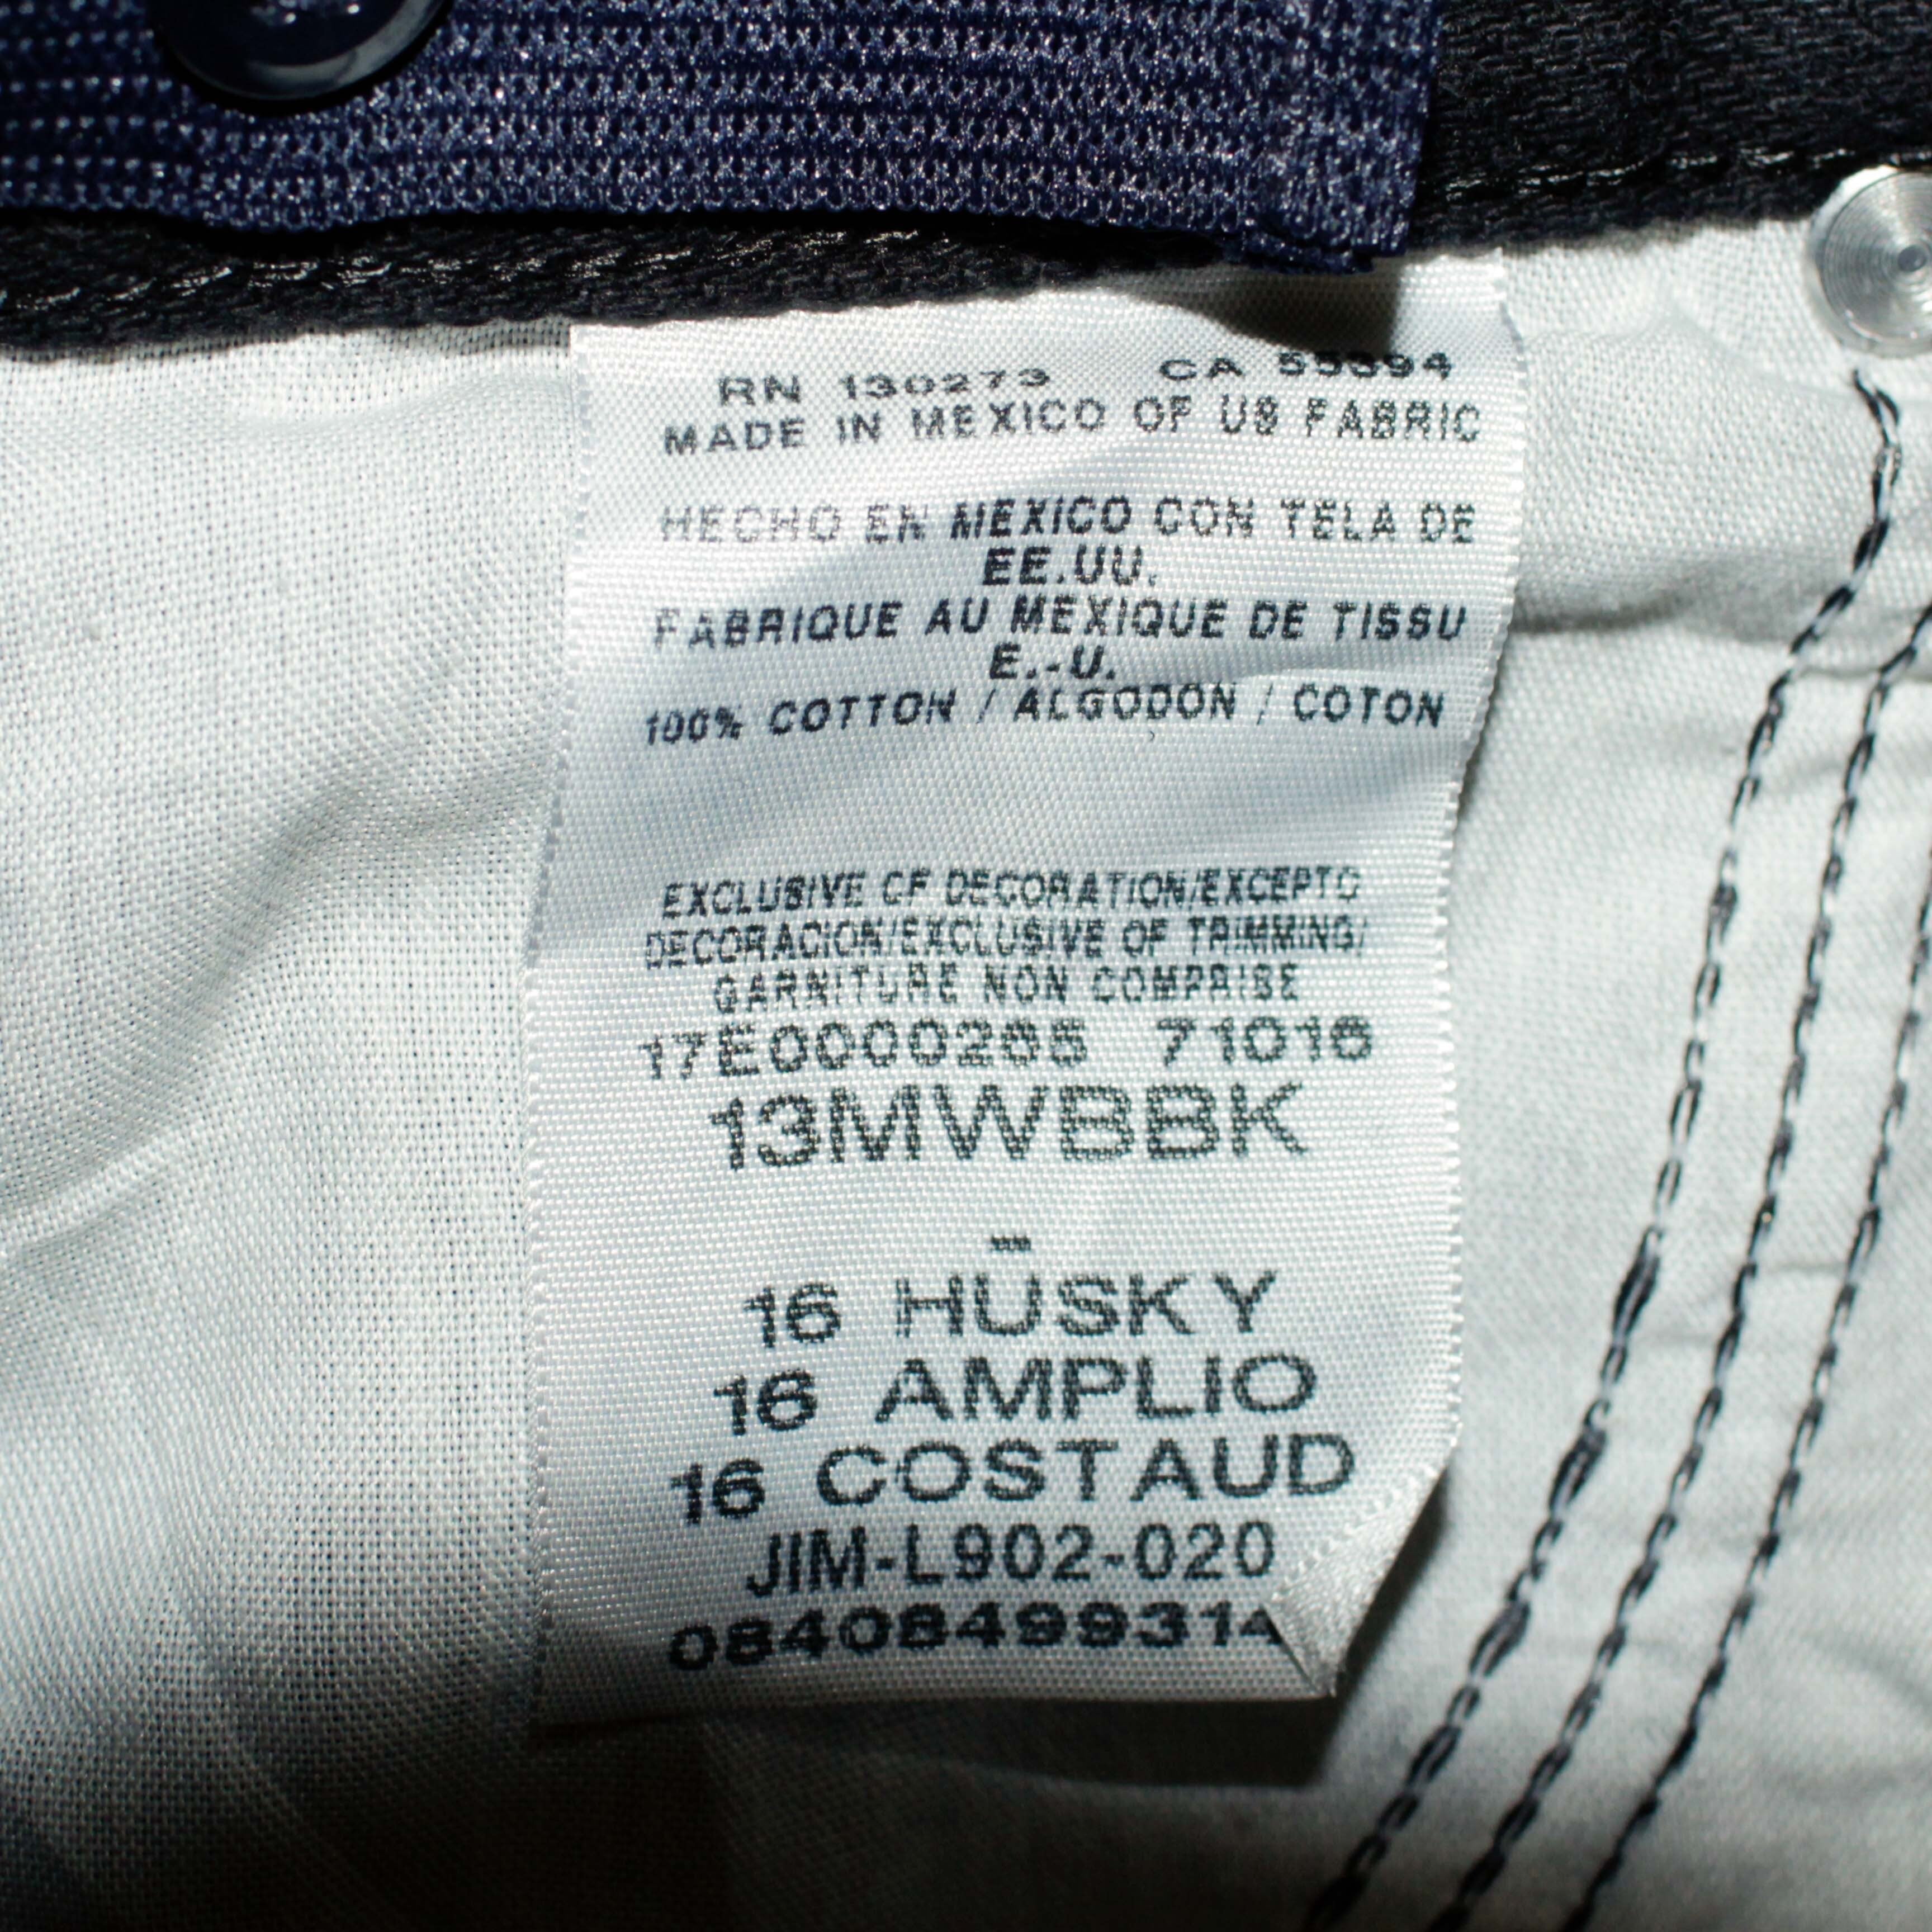 RN 130273 CA 55394
MADE IN MEXICO OF US FABRIC
HECHO EN MEXICO CON TELA DE
EE.UU.
FABRIQUE AU MEXIQUE DE TISSU
E.-U.
100% COTTON / ALGODON / COTON
EXCLUSIVE OF DECORATION/EXCEPTO
DECORACION/EXCLUSIVE OF TRIMMING/
GARNITURE NON COMPRISE
17E0000265 71016
13MWBBK
-
16 HUSKY
16 AMPLIO
16 COSTAUD
JIM-L902-020
08408499314